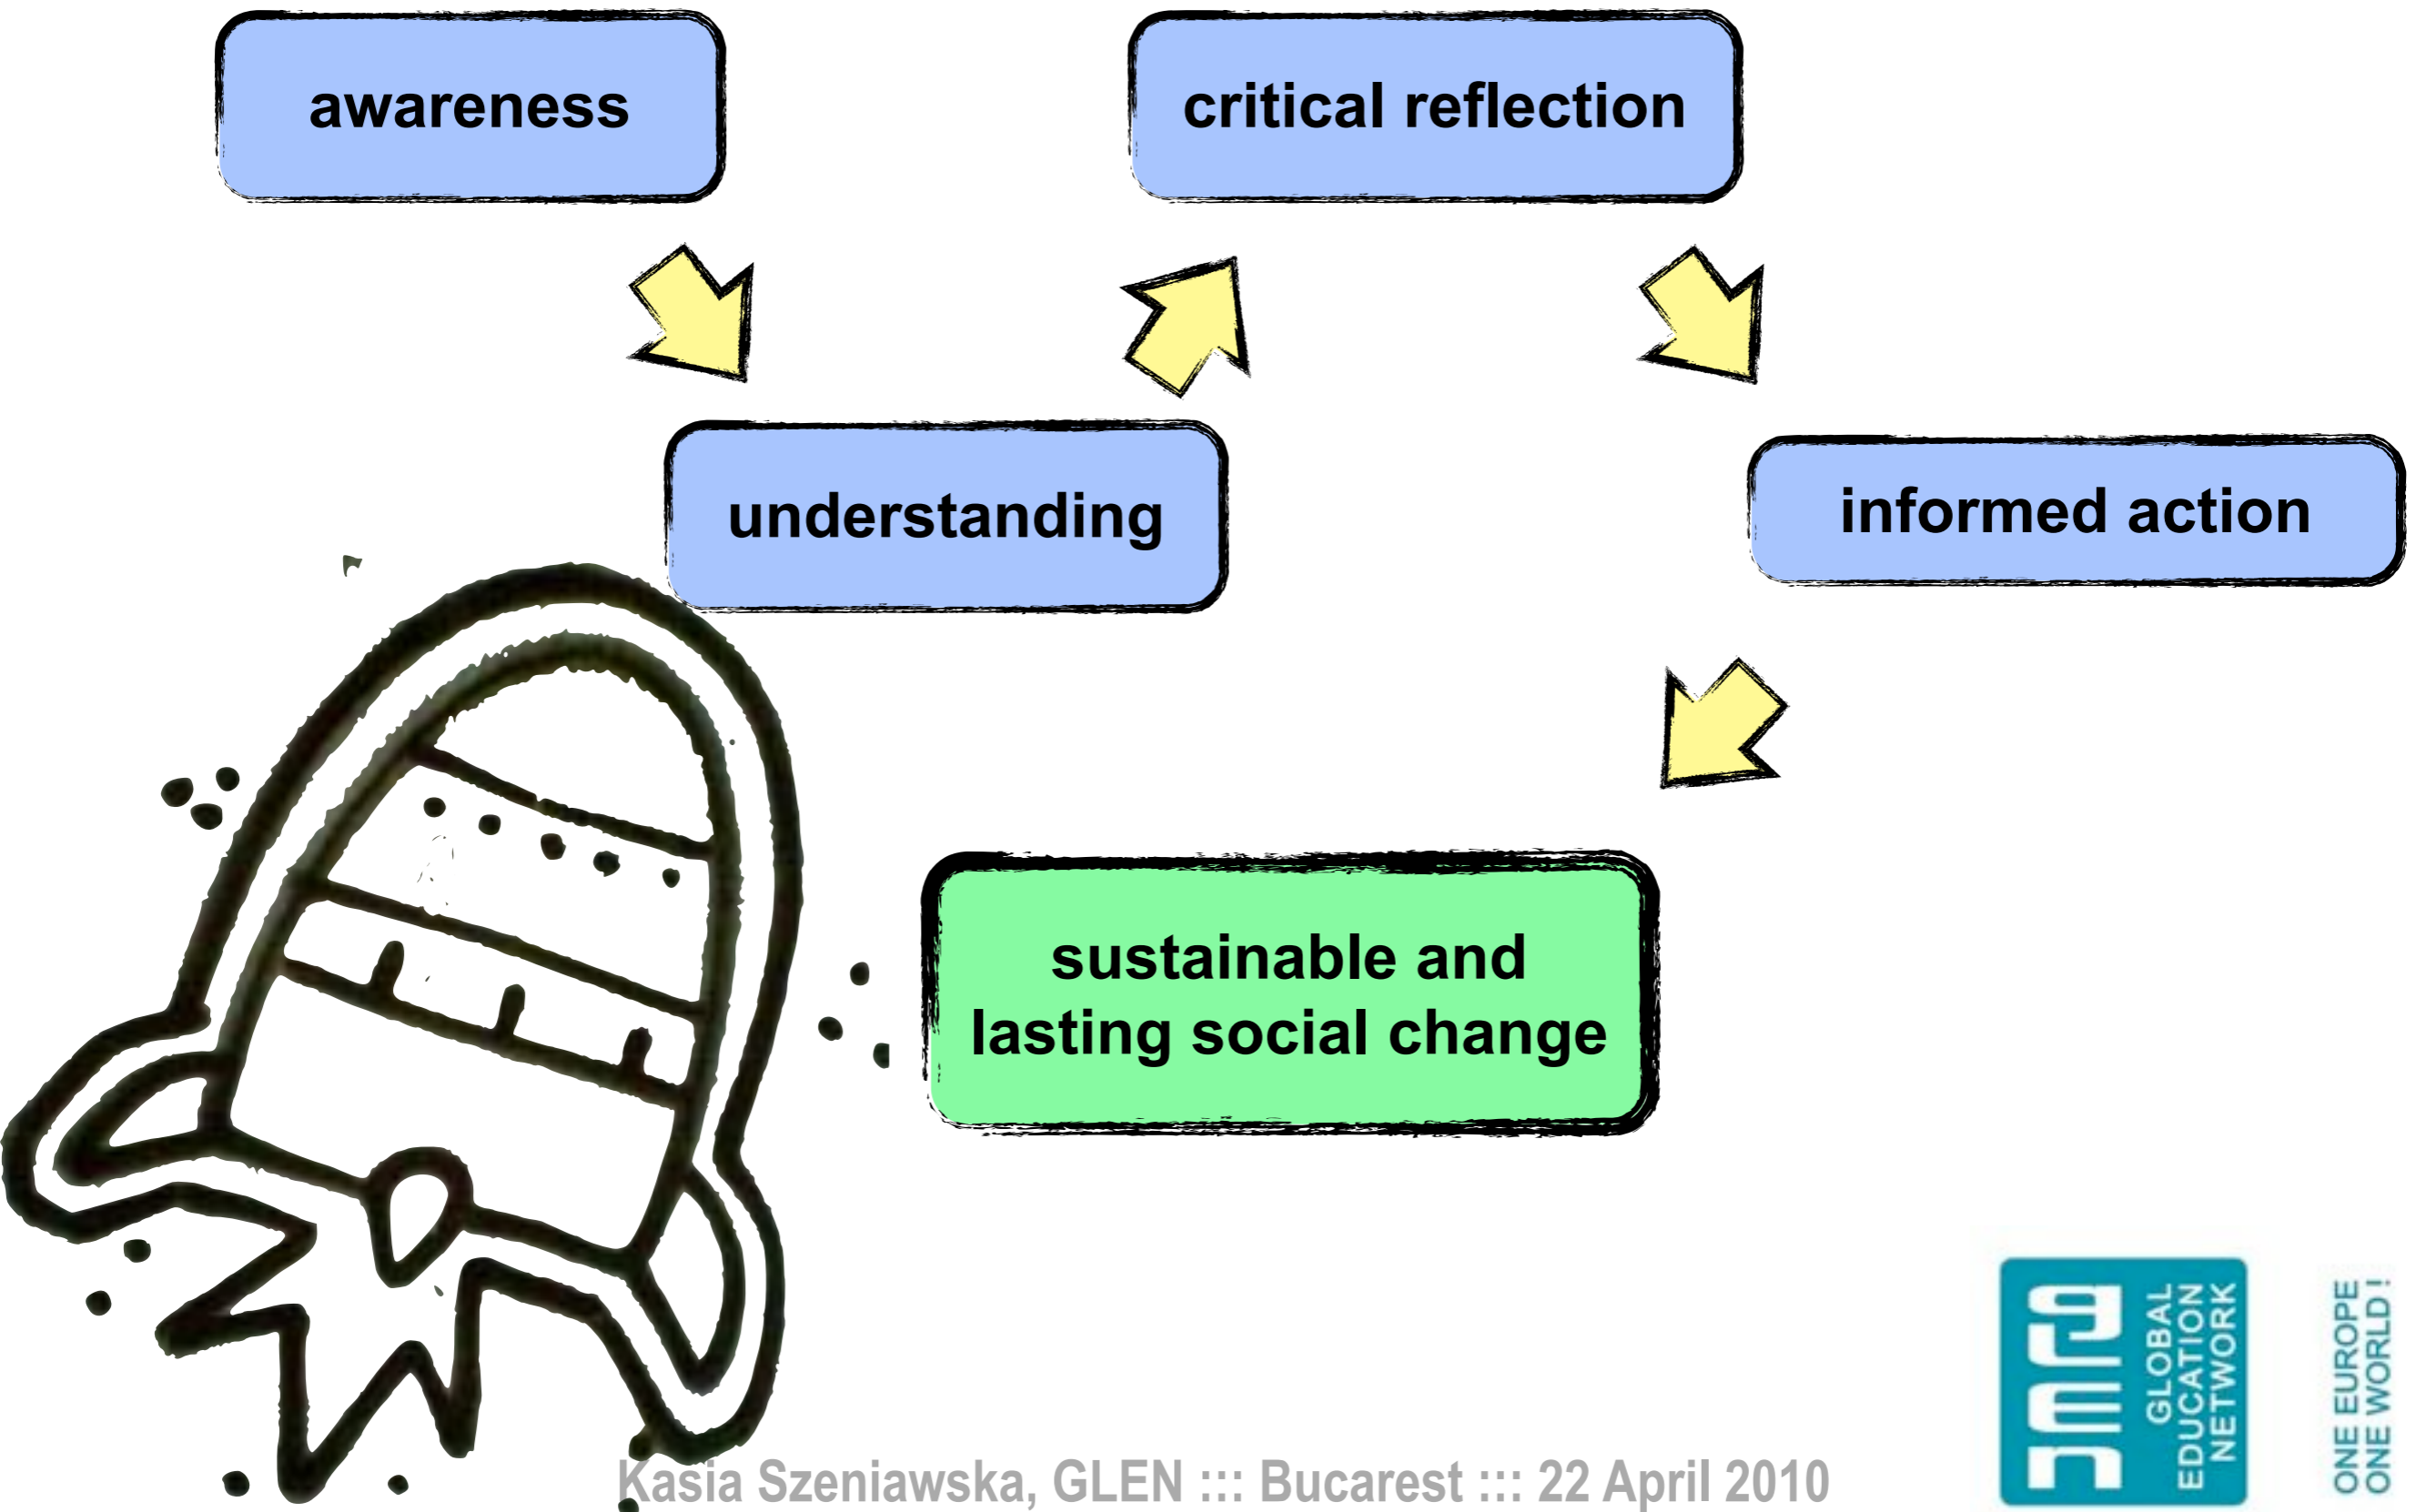 awareness
critical reflection
understanding
informed action
sustainable and
lasting social change
GLOBAL
EDUCATION
NETWORK
ONE EUROPE
ONE WORLD!
Kasia Szeniawska, GLEN ::: Bucarest ::: 22 April 2010